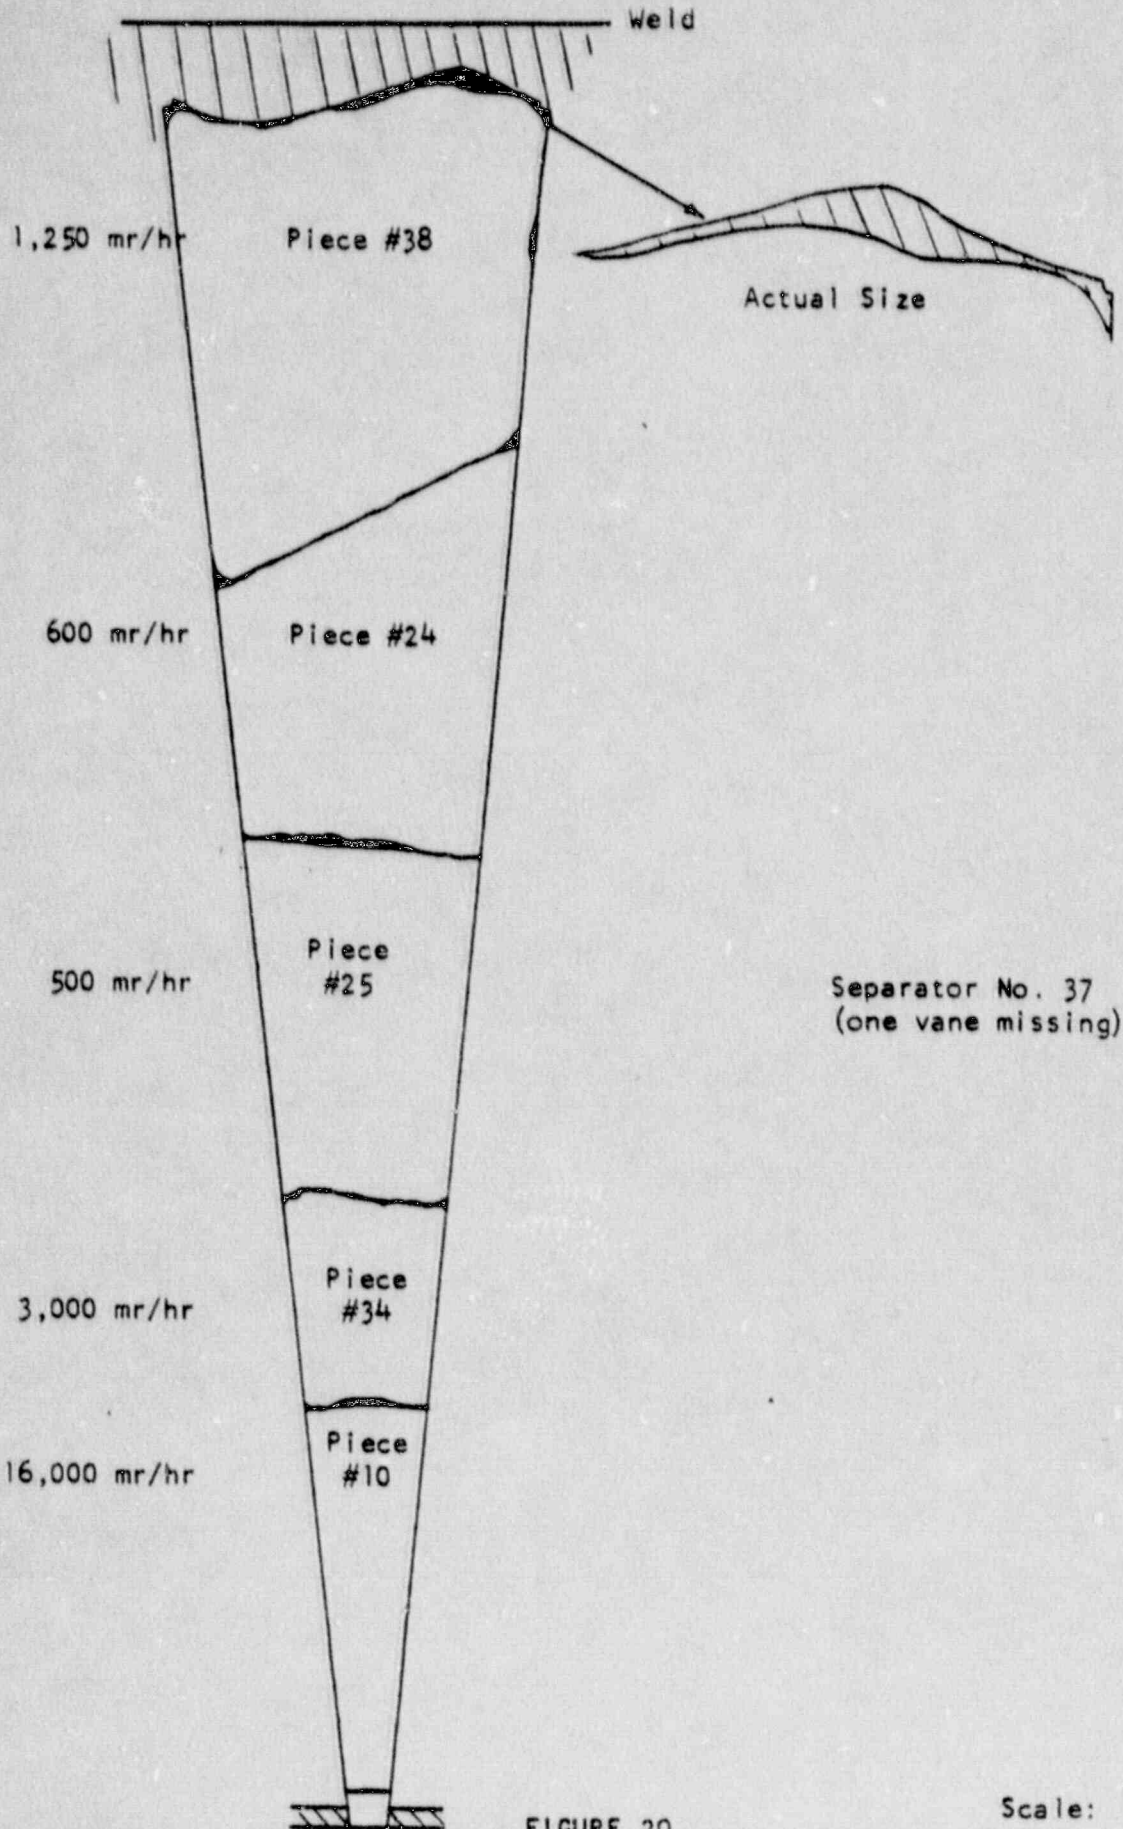 Weld
1,250 mr/hr
Piece #38
Actual Size
600 mr/hr
Piece #24
500 mr/hr
Piece
#25
Separator No. 37
(one vane missing)
3,000 mr/hr
Piece
#34
16,000 mr/hr
Piece
#10
Scale:
FIGURE